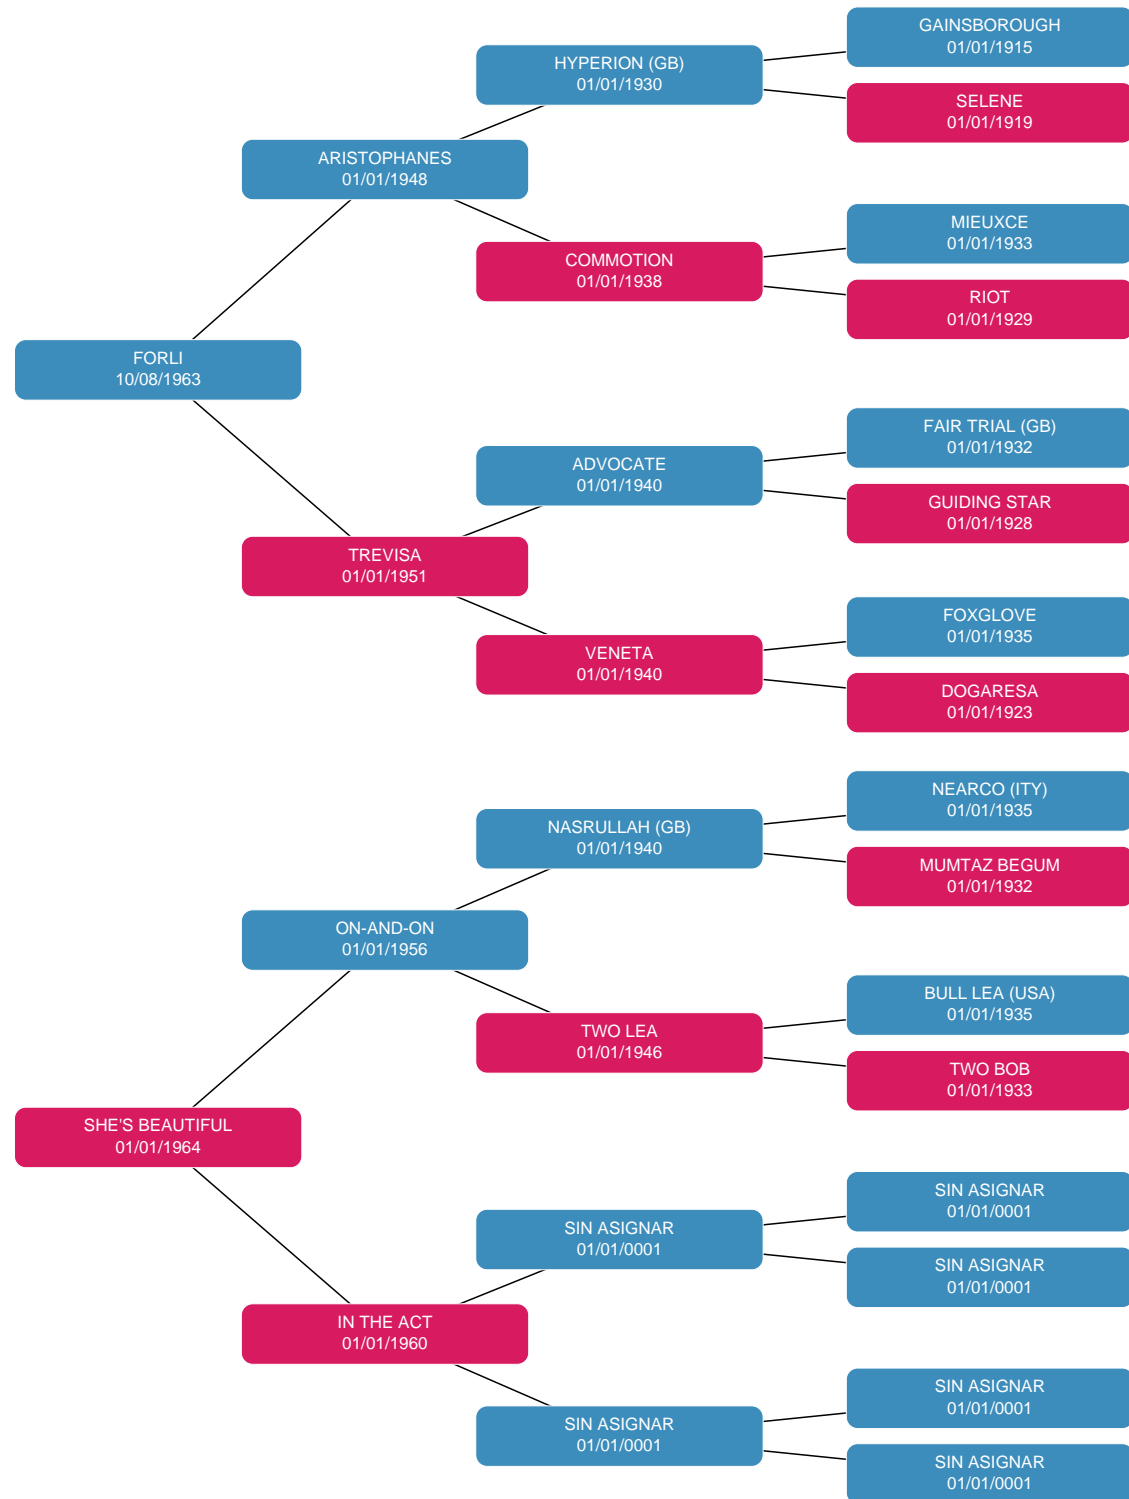 GAINSBOROUGH
01/01/1915
HYPERION (GB)
01/01/1930
SELENE
01/01/1919
ARISTOPHANES
01/01/1948
MIEUXCE
01/01/1933
COMMOTION
01/01/1938
RIOT
01/01/1929
FORLI
10/08/1963
FAIR TRIAL (GB)
01/01/1932
ADVOCATE
01/01/1940
GUIDING STAR
01/01/1928
TREVISA
01/01/1951
FOXGLOVE
01/01/1935
VENETA
01/01/1940
DOGARESA
01/01/1923
NEARCO (ITY)
01/01/1935
NASRULLAH (GB)
01/01/1940
MUMTAZ BEGUM
01/01/1932
ON-AND-ON
01/01/1956
BULL LEA (USA)
01/01/1935
TWO LEA
01/01/1946
TWO BOB
01/01/1933
SHE'S BEAUTIFUL
01/01/1964
SIN ASIGNAR
01/01/0001
SIN ASIGNAR
01/01/0001
SIN ASIGNAR
01/01/0001
IN THE ACT
01/01/1960
SIN ASIGNAR
01/01/0001
SIN ASIGNAR
01/01/0001
SIN ASIGNAR
01/01/0001